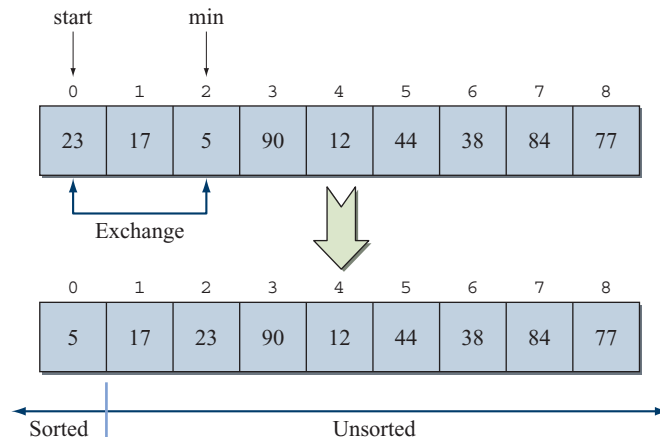 start min
0 1 2 3 4 5 6 7 8
23 17 5 90 12 44 38 84 77
Exchange
0 1 2 3 4 5 6 7 8
5 17 23 90 12 44 38 84 77
Sorted Unsorted